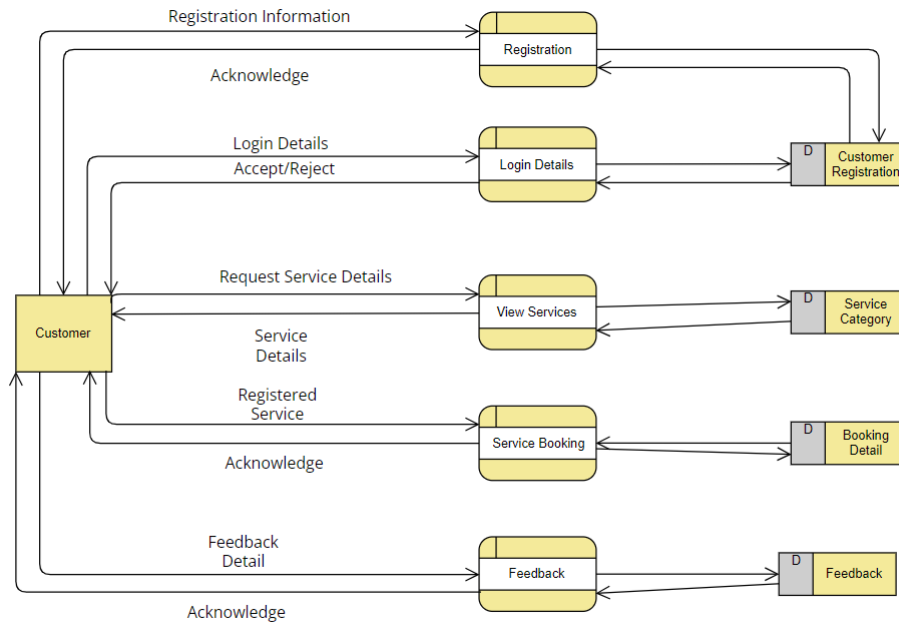 Registration Information
Registration
Acknowledge
Login Details
Accept/Reject
Login Details
D
Customer
Registration
Request Service Details
View Services
D
Service
Category
Customer
Service
Details
Registered
Service
Service Booking
D
Booking
Detail
Acknowledge
Feedback
Detail
Feedback
D
Feedback
Acknowledge